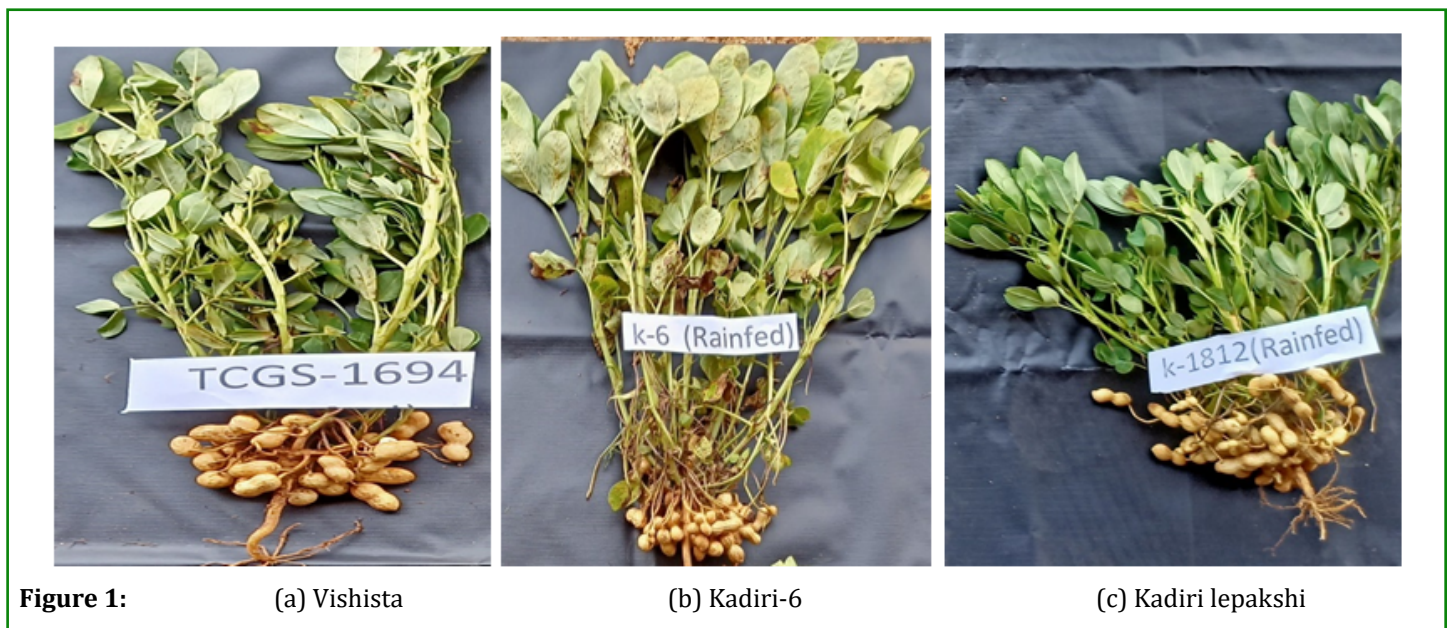 TCGS-1694
k-6 (Rainfed)
k-1812(Rainfed)
Figure 1: (a) Vishista (b) Kadiri-6 (c) Kadiri lepakshi